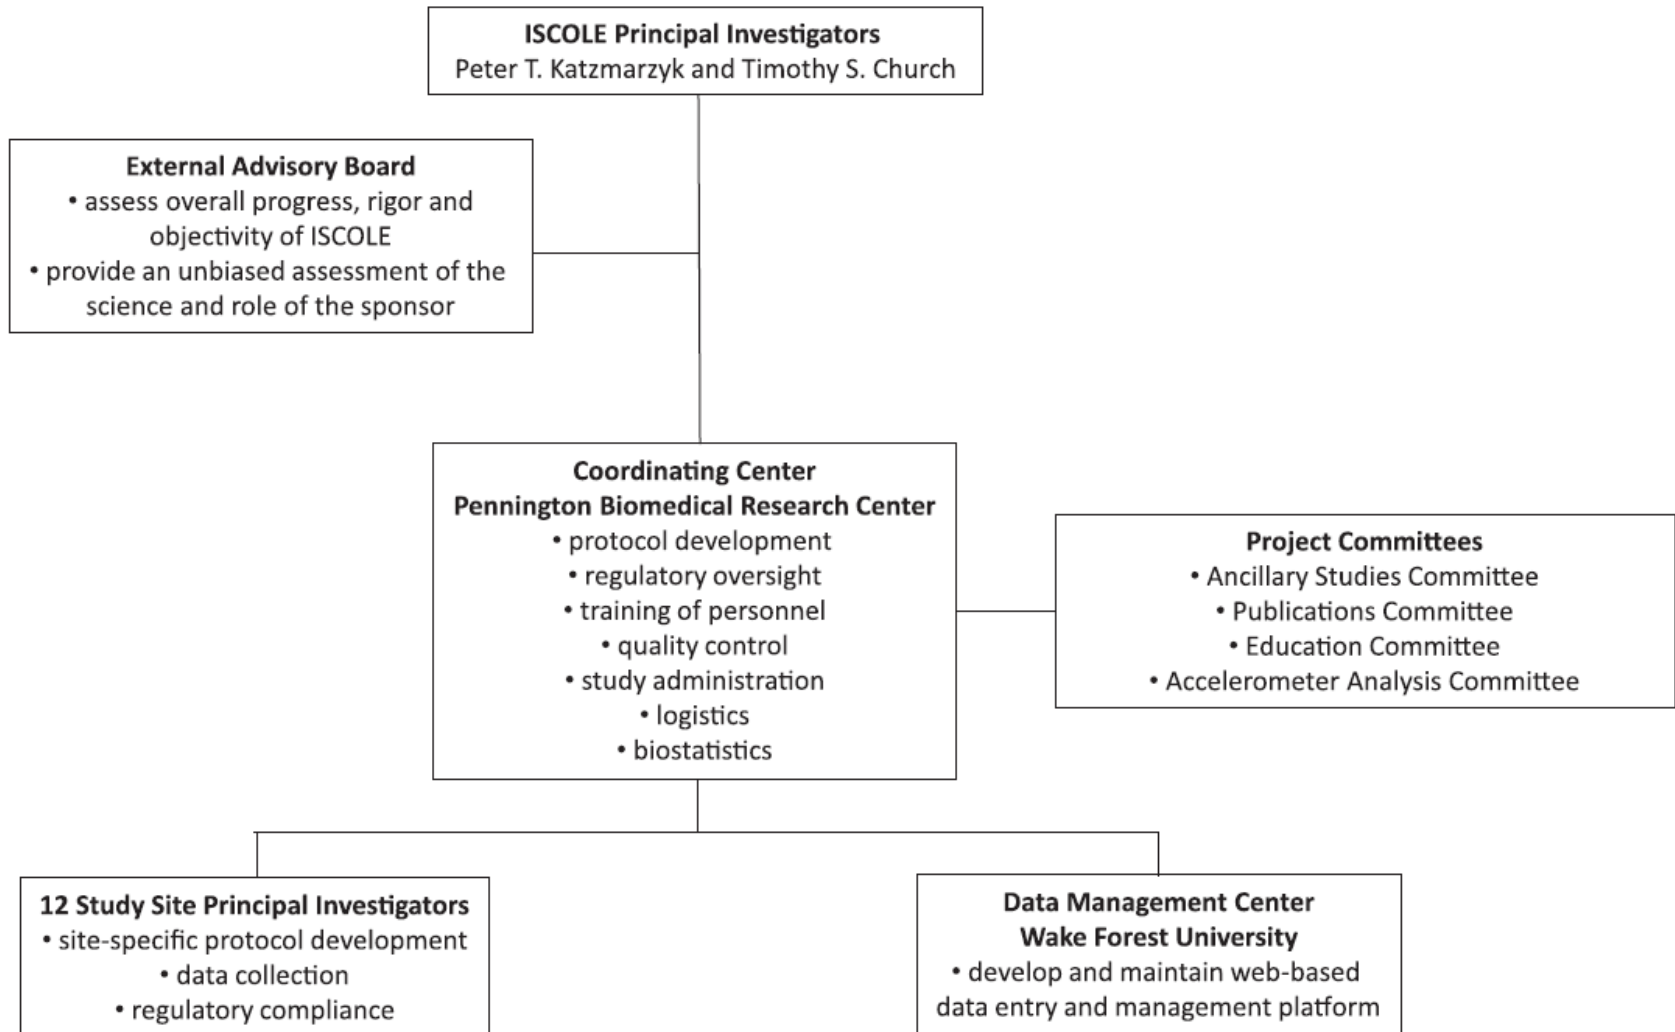 ISCOLE Principal Investigators
Peter T. Katzmarzyk and Timothy S. Church
External Advisory Board
• assess overall progress, rigor and
objectivity of ISCOLE
• provide an unbiased assessment of the
science and role of the sponsor
Coordinating Center
Pennington Biomedical Research Center
• protocol development
• regulatory oversight
• training of personnel
• quality control
• study administration
• logistics
• biostatistics
Project Committees
• Ancillary Studies Committee
• Publications Committee
• Education Committee
• Accelerometer Analysis Committee
12 Study Site Principal Investigators
• site-specific protocol development
• data collection
• regulatory compliance
Data Management Center
Wake Forest University
• develop and maintain web-based
data entry and management platform